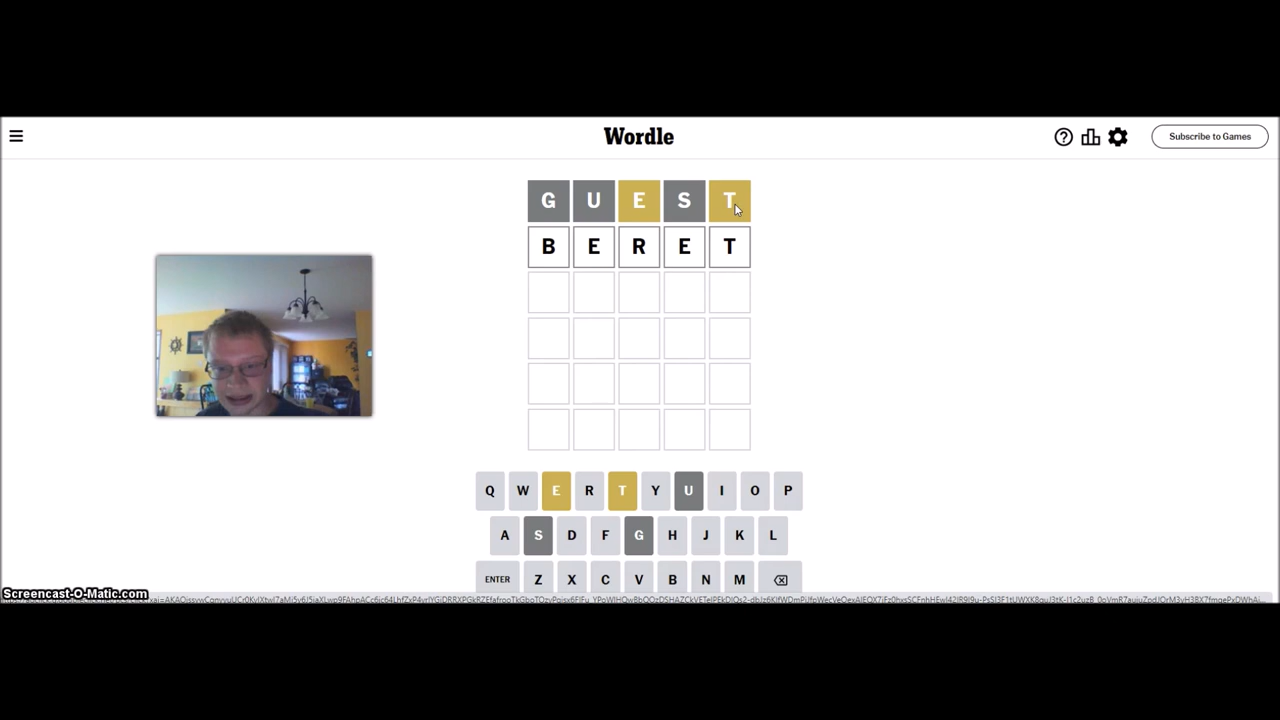 Wordle
Subscribe to Games
G U E S T
B E R E T
Q W E R T Y U I O P
A S D F G H J K L
ENTER Z X C V B N M
Screencast-O-Matic.com